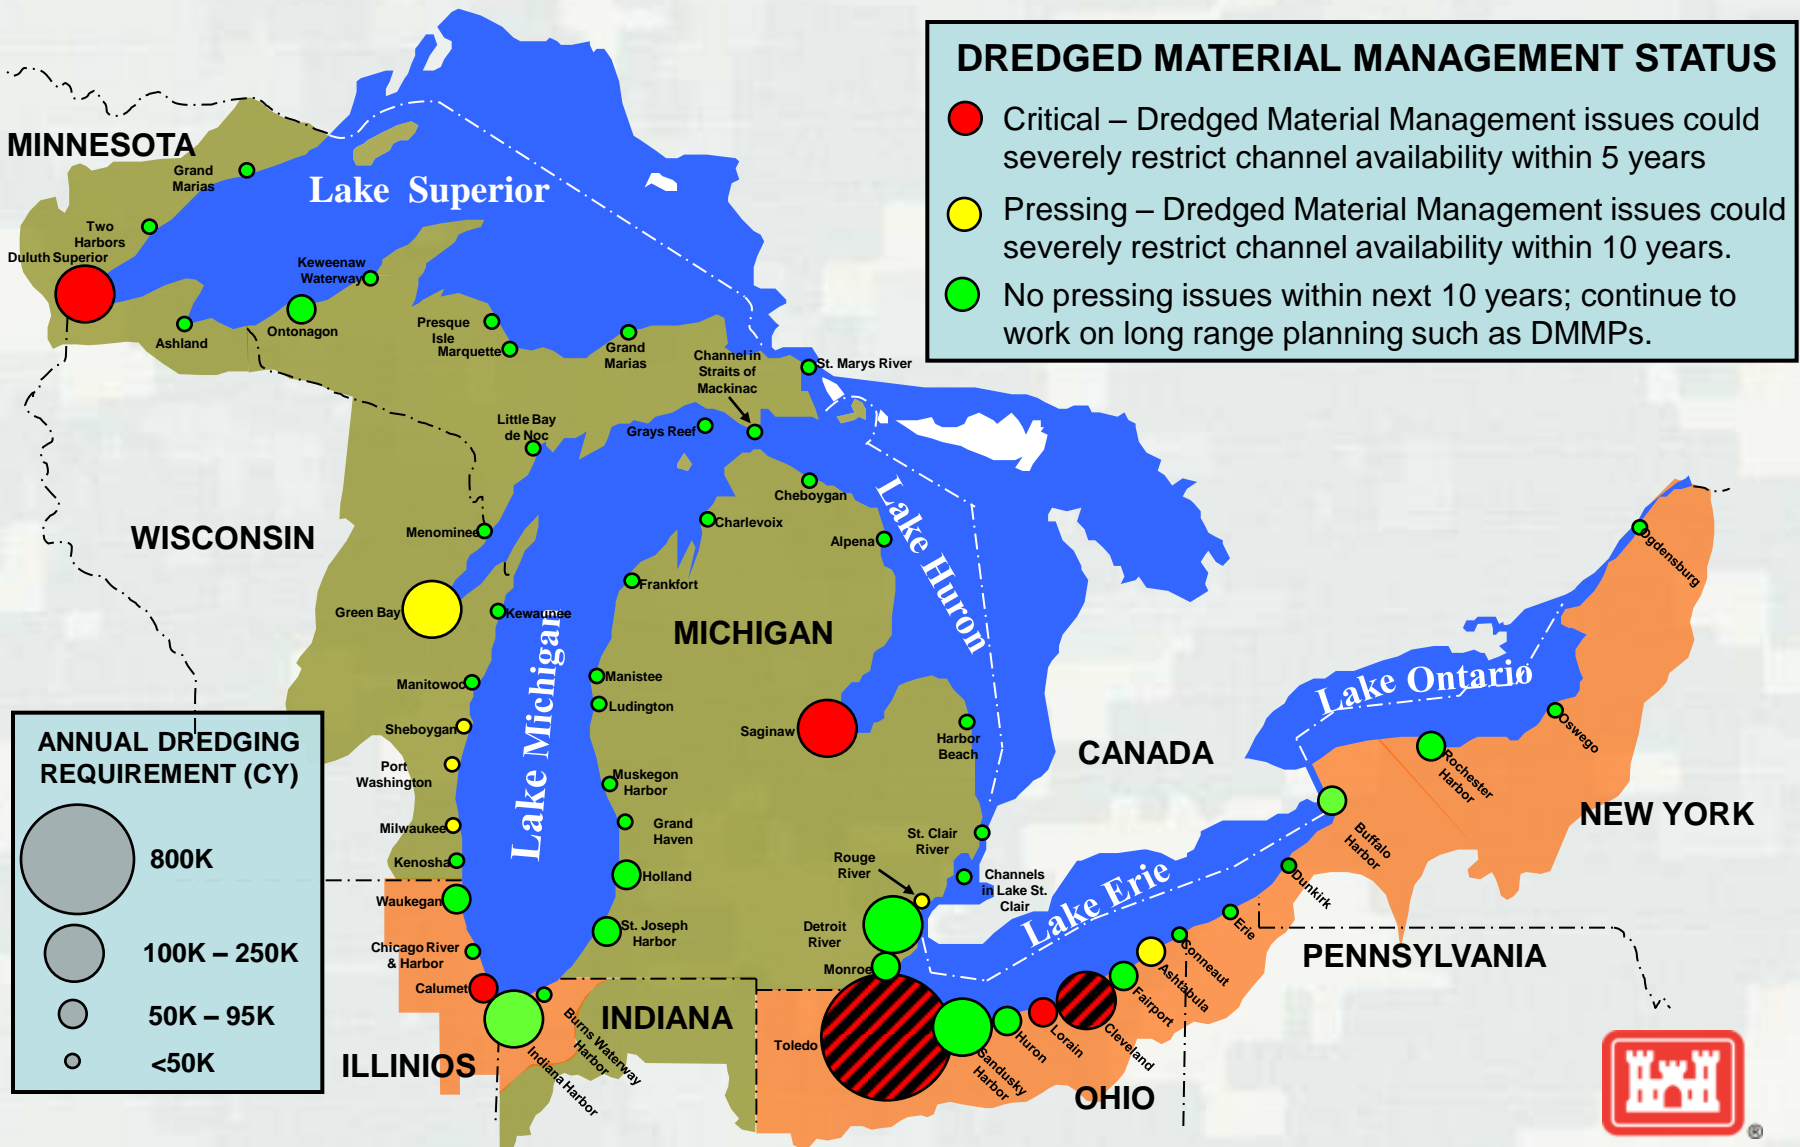 DREDGED MATERIAL MANAGEMENT STATUS
Critical – Dredged Material Management issues could
severely restrict channel availability within 5 years
Pressing – Dredged Material Management issues could
severely restrict channel availability within 10 years.
No pressing issues within next 10 years; continue to
work on long range planning such as DMMPs.
MINNESOTA
Grand
Marias
Lake Superior
Two
Harbors
Duluth Superior
Keweenaw
Waterway
Ashland
Ontonagon
Presque
Isle
Marquette
Grand
Marias
Channel in
Straits of
Mackinac
St. Marys River
Little Bay
de Noc
Grays Reef
Cheboygan
Charlevoix
Alpena
Lake Huron
WISCONSIN
Menominee
Green Bay
Kewaunee
Frankfort
MICHIGAN
Lake Michigan
Manitowoc
Manistee
Ludington
Sheboygan
Saginaw
Harbor
Beach
Port
Washington
Muskegon
Harbor
Milwaukee
Grand
Haven
Kenosha
Holland
Waukegan
St. Joseph
Harbor
Chicago River
& Harbor
Calumet
Burns Waterway
Harbor
Indiana Harbor
INDIANA
ILLINIOS
CANADA
St. Clair
River
Rouge
River
Channels
in Lake St.
Clair
Detroit
River
Monroe
Toledo
Sandusky
Harbor
Huron
Lorain
Cleveland
Fairport
Ashtabula
Conneaut
Erie
Dunkirk
Buffalo
Harbor
Lake Erie
OHIO
PENNSYLVANIA
NEW YORK
Lake Ontario
Rochester
Harbor
Oswego
Ogdensburg
ANNUAL DREDGING
REQUIREMENT (CY)
800K
100K – 250K
50K – 95K
<50K
®